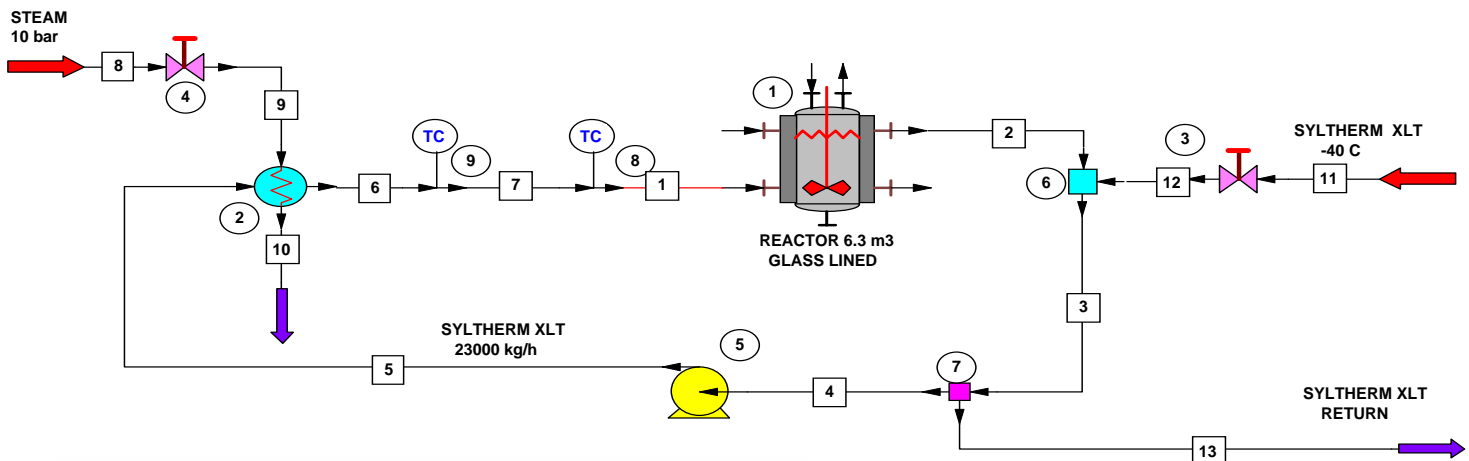 STEAM
10 bar
8
4
9
TC
9
TC
8
1
2
3
SYLTHERM XLT
-40 C
6
7
1
6
12
11
2
10
REACTOR 6.3 m3
GLASS LINED
3
SYLTHERM XLT
23000 kg/h
5
5
4
7
SYLTHERM XLT
RETURN
13